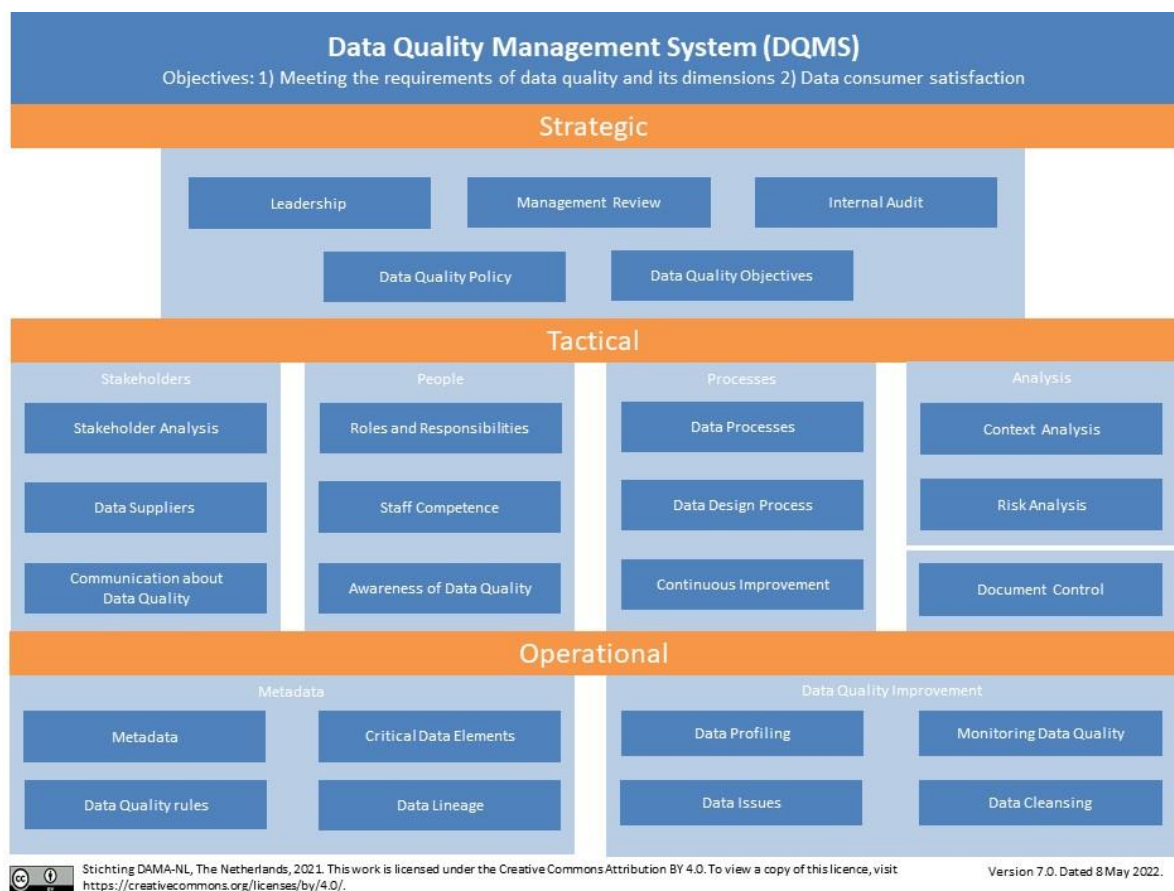 Data Quality Management System (DQMS)
Objectives: 1) Meeting the requirements of data quality and its dimensions 2) Data consumer satisfaction
Strategic
Leadership
Management Review
Internal Audit
Data Quality Policy
Data Quality Objectives
Tactical
Stakeholders
Stakeholder Analysis
Data Suppliers
Communication about
Data Quality
People
Roles and Responsibilities
Staff Competence
Awareness of Data Quality
Processes
Data Processes
Data Design Process
Continuous Improvement
Analysis
Context Analysis
Risk Analysis
Document Control
Operational
Metadata
Metadata
Critical Data Elements
Data Quality rules
Data Lineage
Data Quality Improvement
Data Profiling
Monitoring Data Quality
Data Issues
Data Cleansing
cc
BY
Stichting DAMA-NL, The Netherlands, 2021. This work is licensed under the Creative Commons Attribution BY 4.0. To view a copy of this licence, visit
https://creativecommons.org/licenses/by/4.0/.
Version 7.0. Dated 8 May 2022.